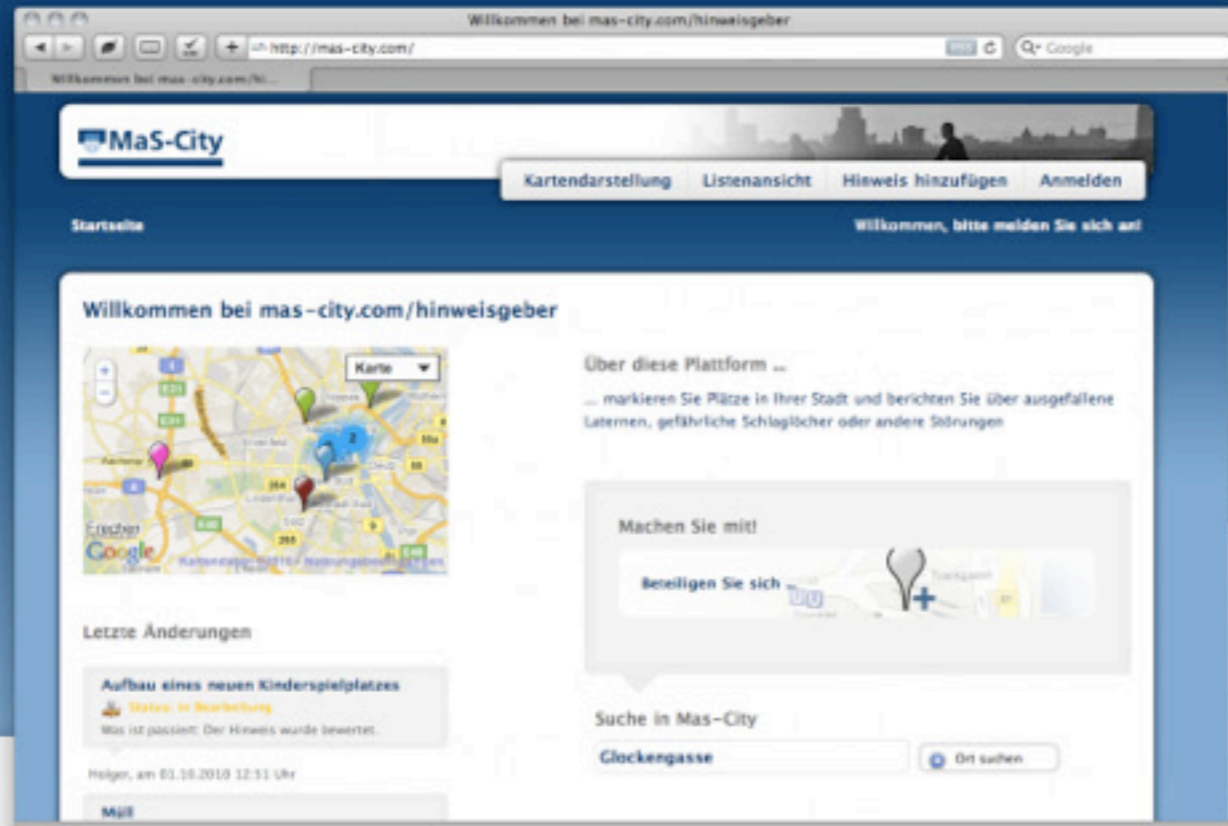 Willkommen bei mas-city.com/hinweisgeber
http://mas-city.com/
Google
Willkommen bei mas-city.com/hi...
MaS-City
Kartendarstellung Listenansicht Hinweis hinzufügen Anmelden
Startseite
Willkommen, bitte melden Sie sich an!
Willkommen bei mas-city.com/hinweisgeber
Karte
2
Google
Über diese Plattform ...
... markieren Sie Plätze in Ihrer Stadt und berichten Sie über ausgefallene
Laternen, gefährliche Schlaglöcher oder andere Störungen
Machen Sie mit!
Beteiligen Sie sich ...
Letzte Änderungen
Aufbau eines neuen Kinderspielplatzes
Status: in Bearbeitung
Was ist passiert: Der Hinweis wurde bewertet.
Holger, am 01.10.2010 12:51 Uhr
Müll
Suche in Mas-City
Glockengasse
Ort suchen